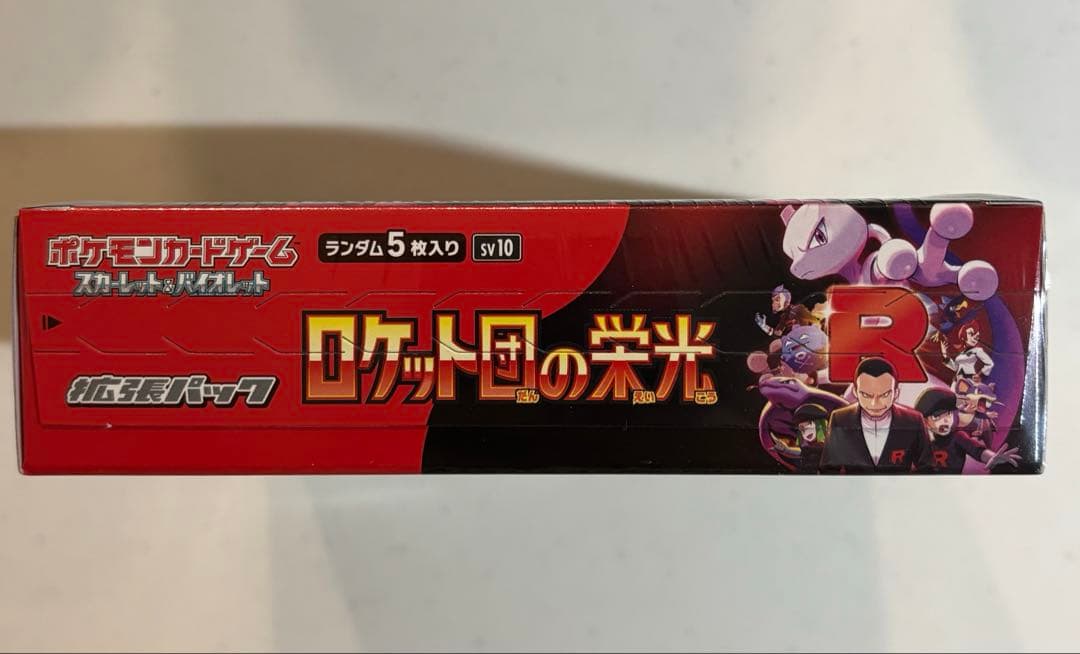 ポケモンカードゲーム
スカーレット&バイオレット
ランダム5枚入り
SV10
ロケット団の栄光
だん えい こう
拡張パック
R
R R